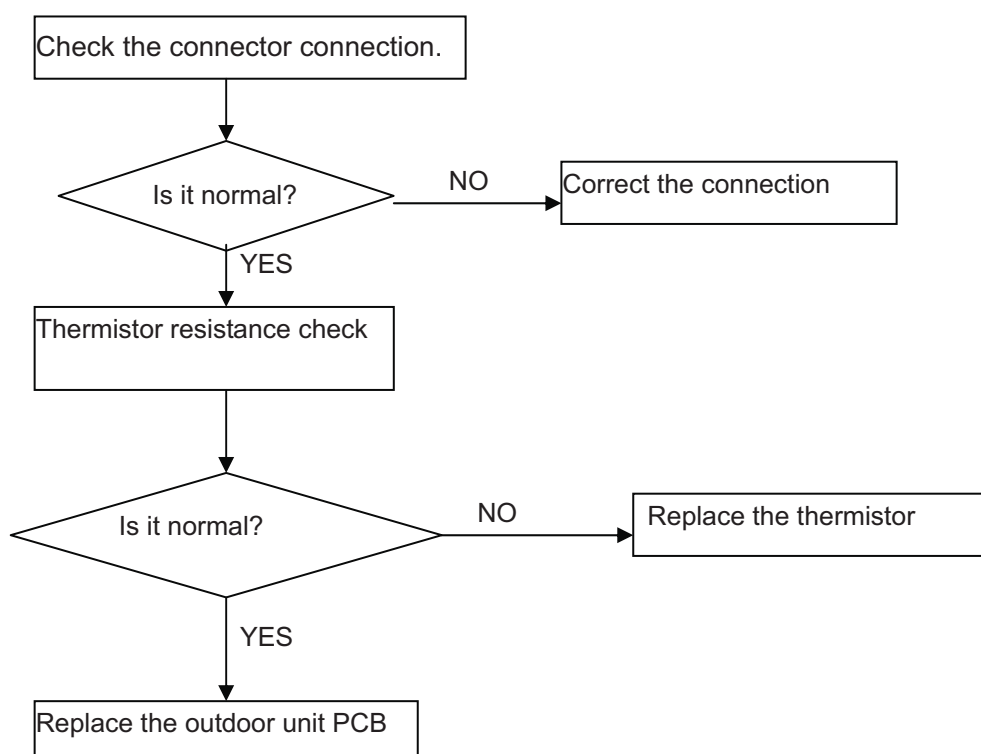 Check the connector connection.
Is it normal?
NO
Correct the connection
YES
Thermistor resistance check
Is it normal?
NO
Replace the thermistor
YES
Replace the outdoor unit PCB